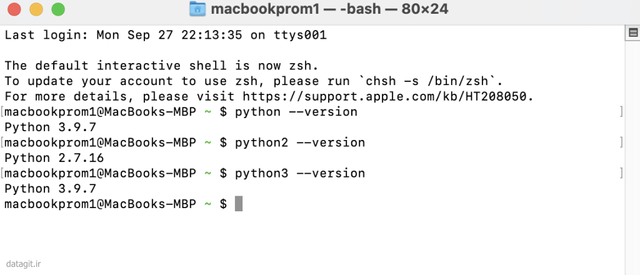 macbookprom1 — -bash — 80×24
Last login: Mon Sep 27 22:13:35 on ttys001
The default interactive shell is now zsh.
To update your account to use zsh, please run `chsh -s /bin/zsh`.
For more details, please visit https://support.apple.com/kb/HT208050.
[macbookprom1@MacBooks-MBP ~ $ python --version ]
Python 3.9.7
[macbookprom1@MacBooks-MBP ~ $ python2 --version ]
Python 2.7.16
[macbookprom1@MacBooks-MBP ~ $ python3 --version ]
Python 3.9.7
macbookprom1@MacBooks-MBP ~ $
datagit.ir